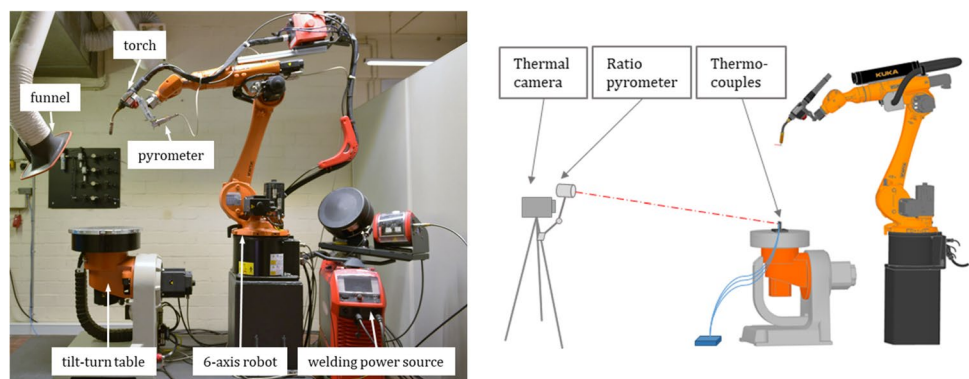 torch
funnel
pyrometer
tilt-turn table
6-axis robot
welding power source
Thermal
camera
Ratio
pyrometer
Thermo-
couples
KUKA